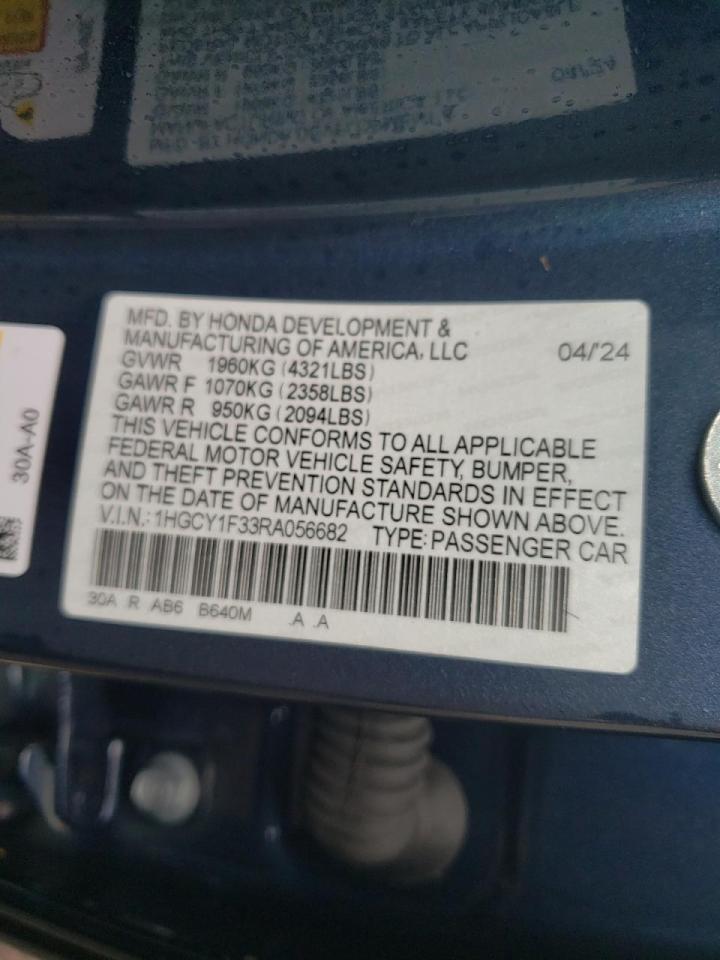 MFD. BY HONDA DEVELOPMENT &
MANUFACTURING OF AMERICA, LLC 04/'24
GVWR 1960KG (4321LBS)
GAWR F 1070KG (2358LBS)
GAWR R 950KG (2094LBS)
THIS VEHICLE CONFORMS TO ALL APPLICABLE
FEDERAL MOTOR VEHICLE SAFETY, BUMPER,
AND THEFT PREVENTION STANDARDS IN EFFECT
ON THE DATE OF MANUFACTURE SHOWN ABOVE.
V.I.N.: 1HGCY1F33RA056682 TYPE: PASSENGER CAR
30A R AB6 B640M .A .A
30A-A0